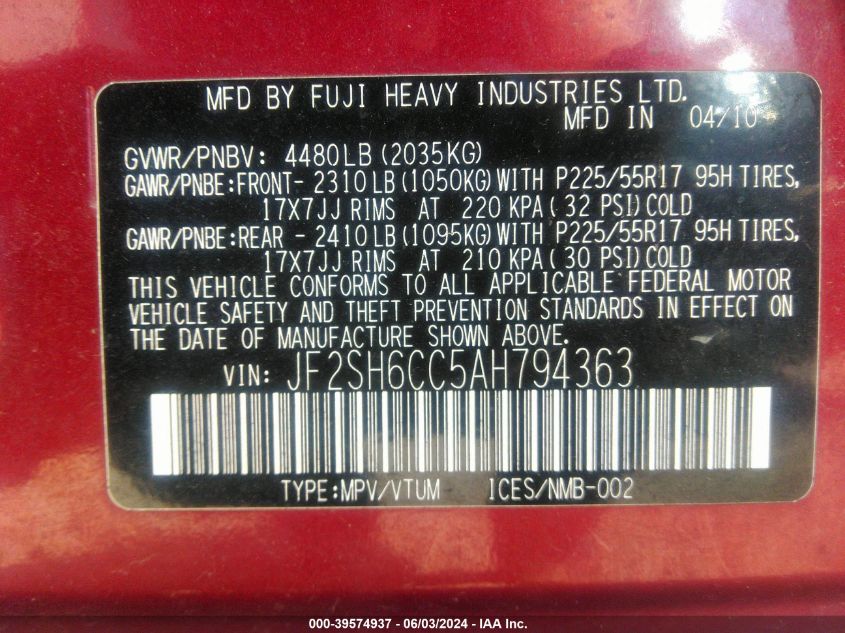 MFD BY FUJI HEAVY INDUSTRIES LTD.
MFD IN 04/10
GVWR/PNBV: 4480LB (2035KG)
GAWR/PNBE:FRONT- 2310LB (1050KG) WITH P225/55R17 95H TIRES,
17X7JJ RIMS AT 220 KPA ( 32 PSI) COLD
GAWR/PNBE:REAR - 2410LB (1095KG) WITH P225/55R17 95H TIRES,
17X7JJ RIMS AT 210 KPA ( 30 PSI) COLD
THIS VEHICLE CONFORMS TO ALL APPLICABLE FEDERAL MOTOR
VEHICLE SAFETY AND THEFT PREVENTION STANDARDS IN EFFECT ON
THE DATE OF MANUFACTURE SHOWN ABOVE.
VIN: JF2SH6CC5AH794363
TYPE:MPV/VTUM ICES/NMB-002
000-39574937 - 06/03/2024 - IAA Inc.